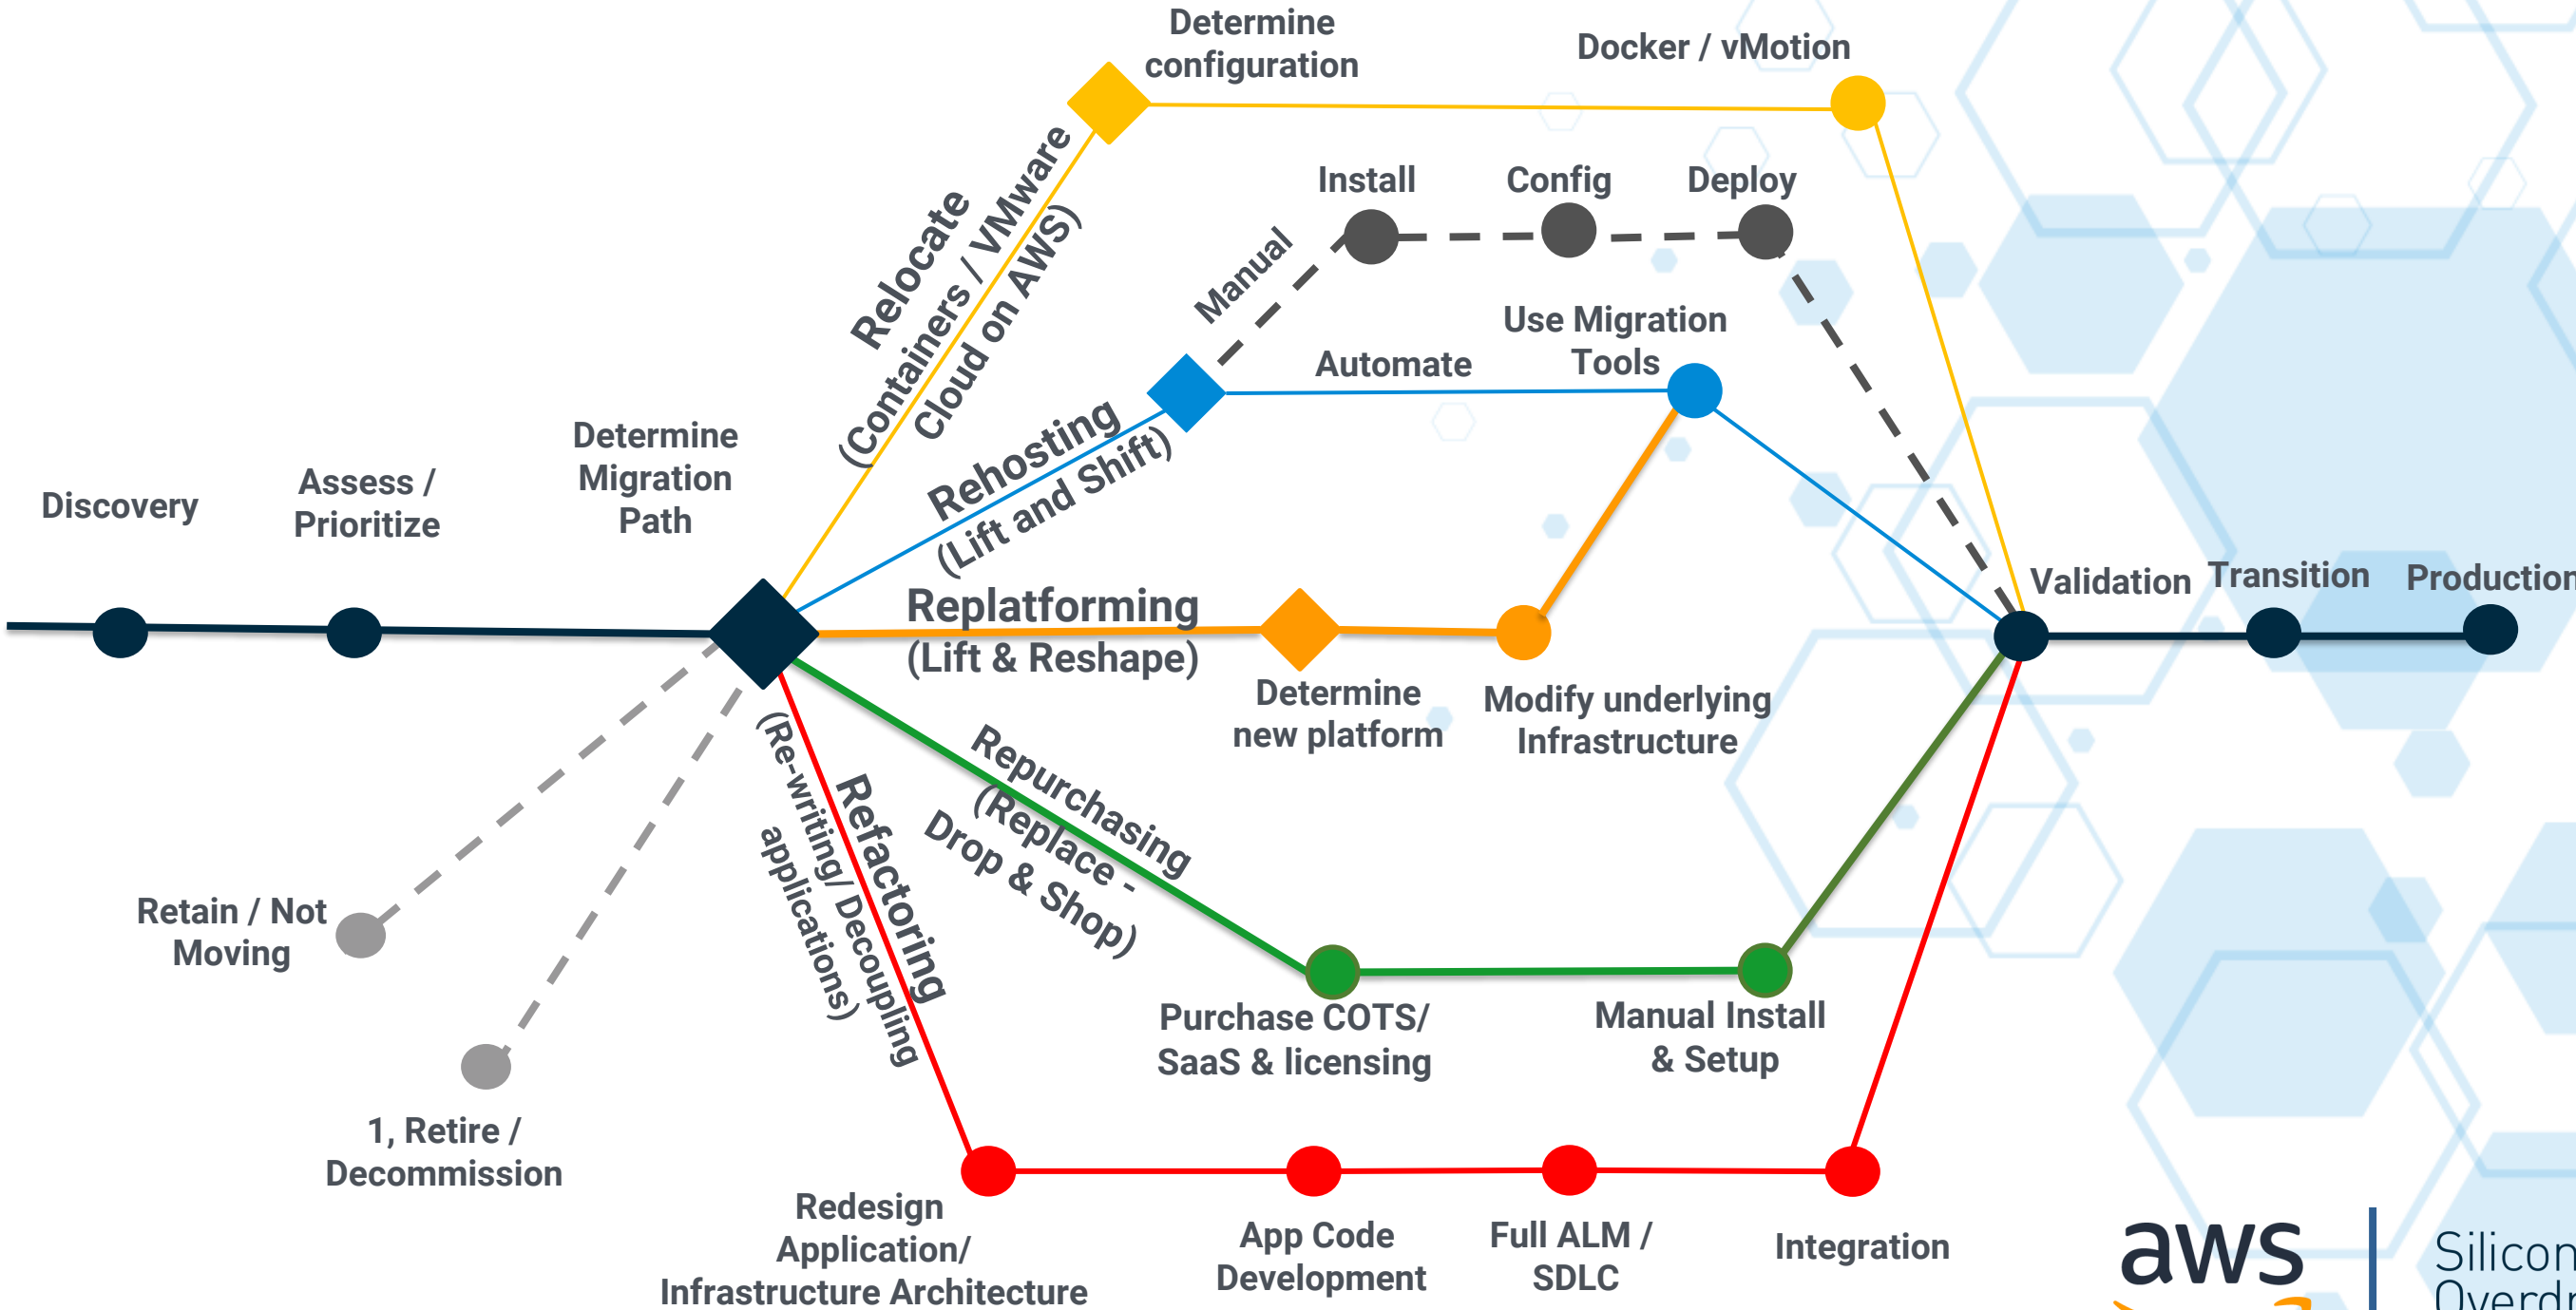 Determine
configuration
Docker / vMotion
Relocate
(Containers / VMware
Cloud on AWS)
Manual
Install
Config
Deploy
Use Migration
Tools
Automate
Rehosting
(Lift and Shift)
Discovery
Assess /
Prioritize
Determine
Migration
Path
Replatforming
(Lift & Reshape)
Determine
new platform
Modify underlying
Infrastructure
Validation
Transition
Production
Repurchasing
(Replace -
Drop & Shop)
Refactoring
(Re-writing/ Decoupling
applications)
Retain / Not
Moving
1, Retire /
Decommission
Purchase COTS/
SaaS & licensing
Manual Install
& Setup
Redesign
Application/
Infrastructure Architecture
App Code
Development
Full ALM /
SDLC
Integration
aws
Silicon